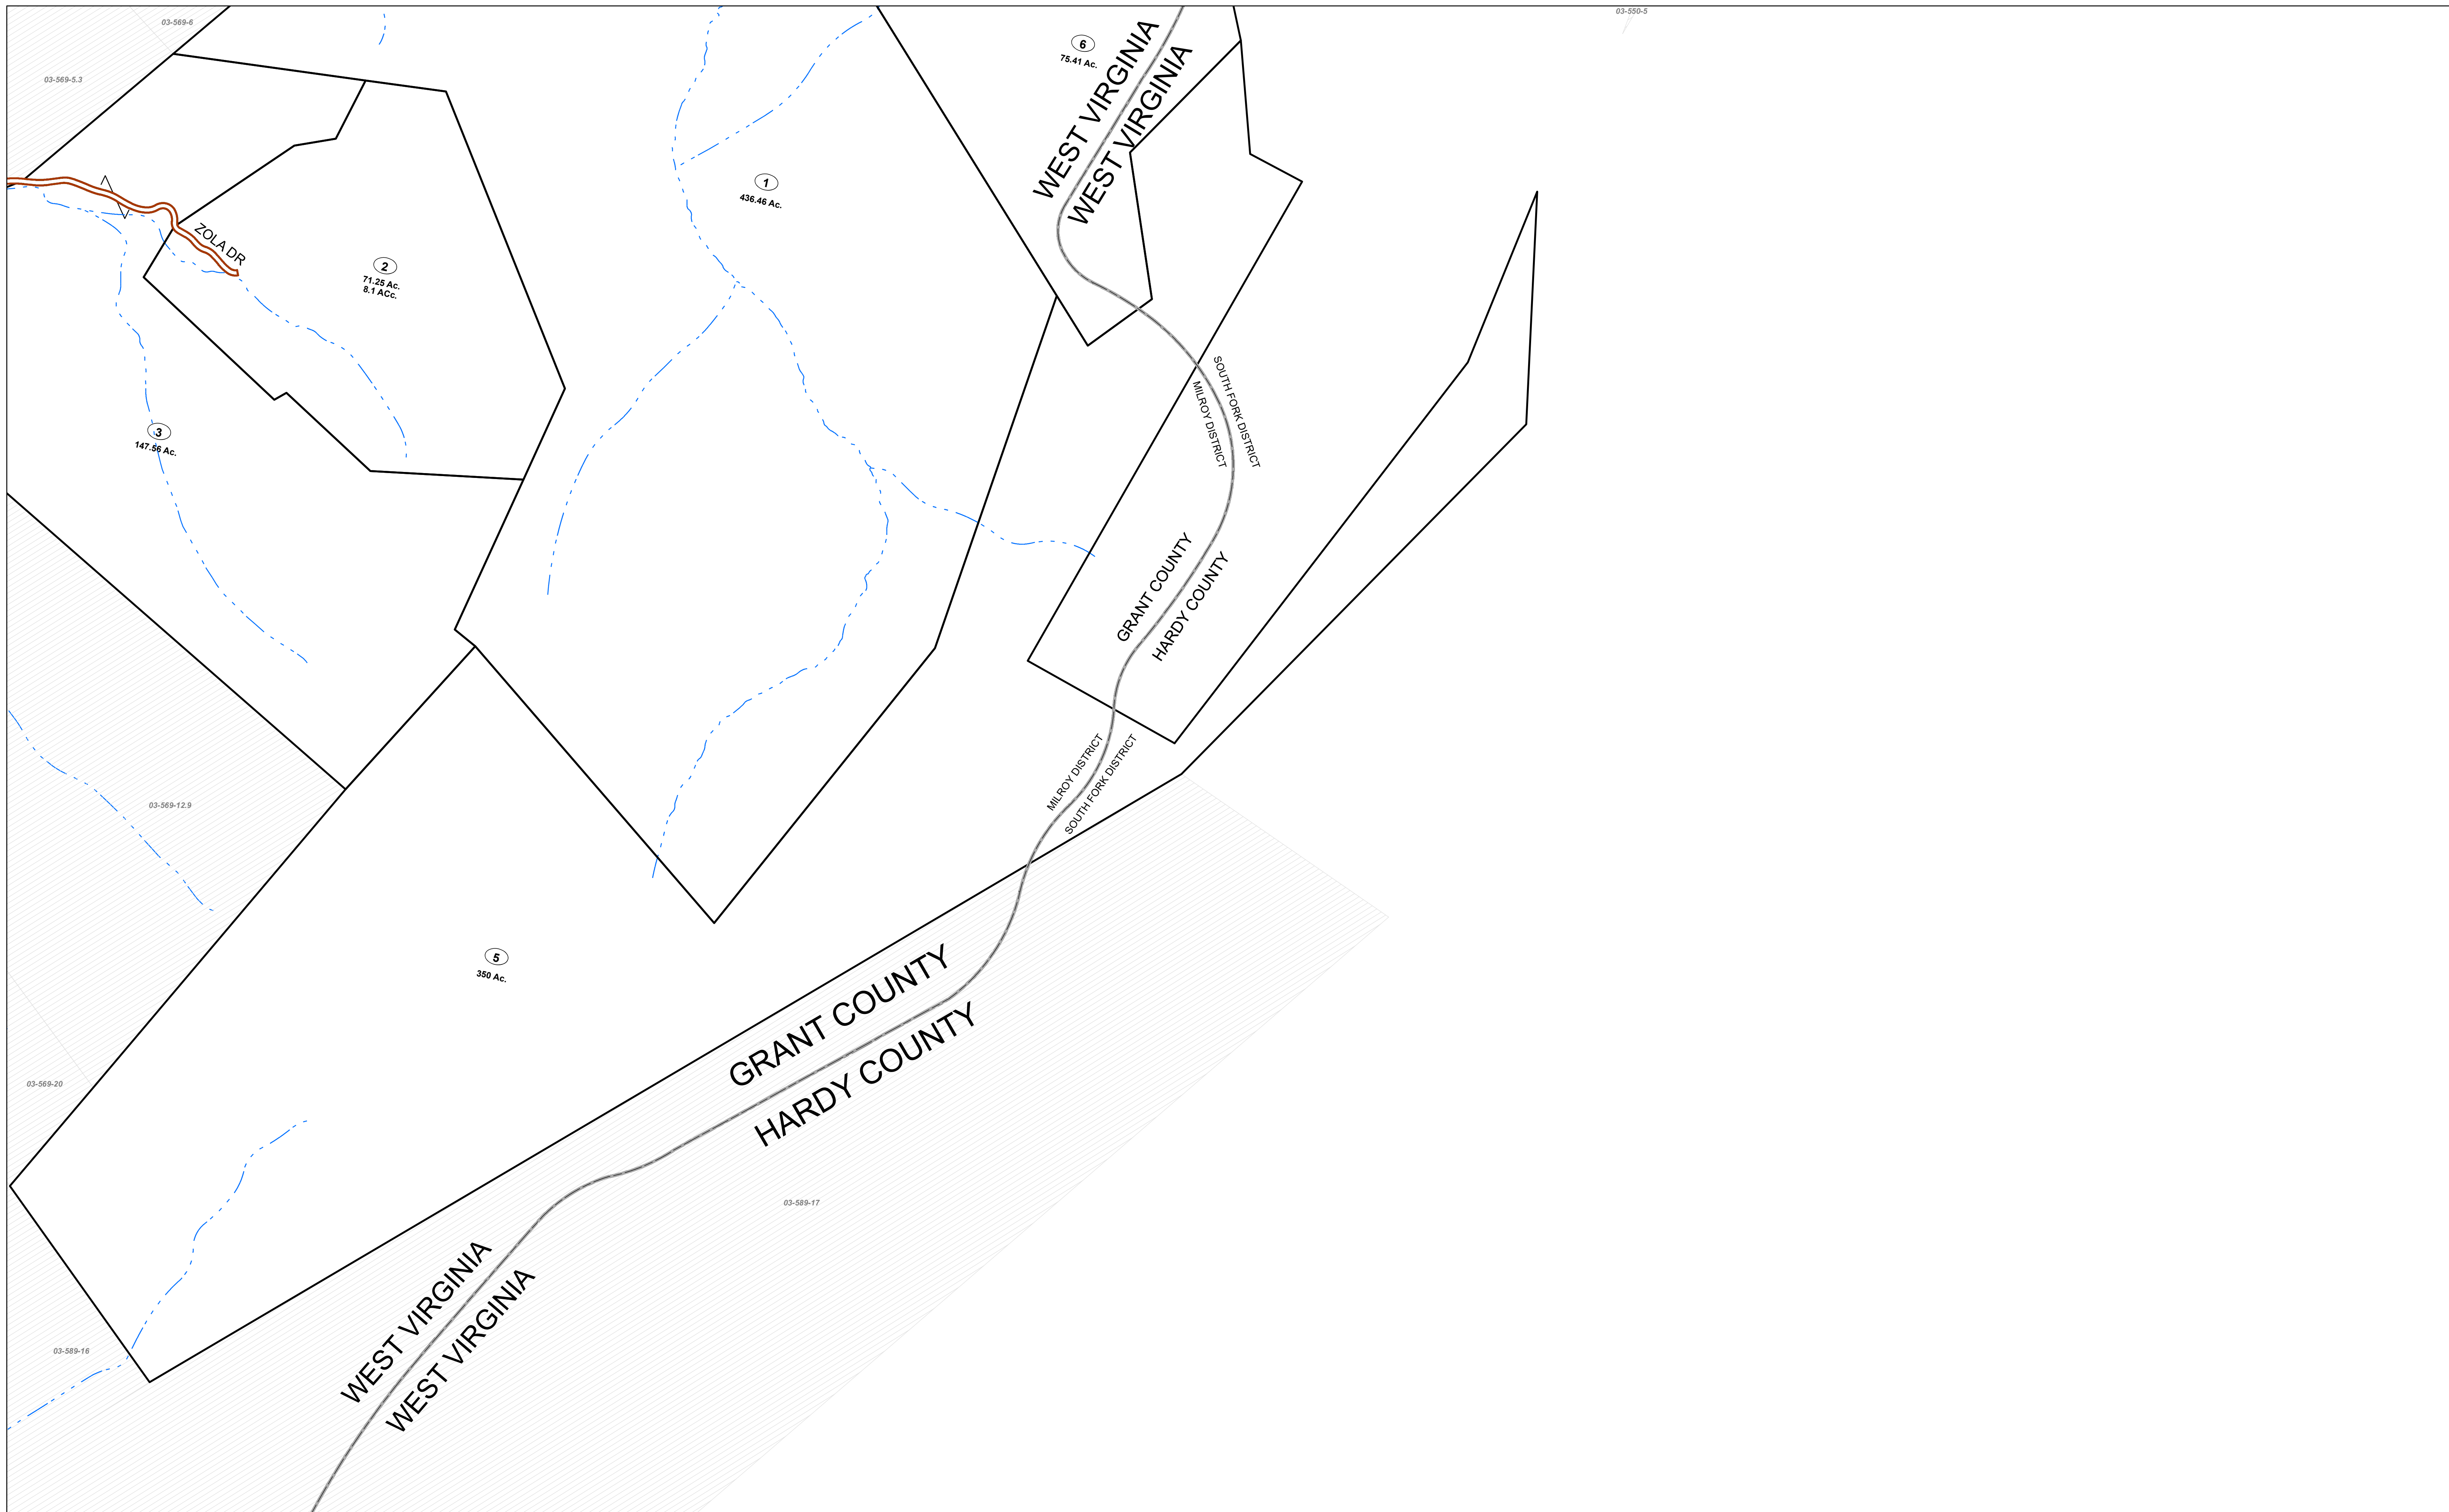 03-569-6
03-550-5
6
75.41 Ac.
WEST VIRGINIA
WEST VIRGINIA
03-569-5.3
1
436.46 Ac.
ZOLA DR
2
71.25 Ac.
8.1 ACc.
SOUTH FORK DISTRICT
MILROY DISTRICT
3
147.56 Ac.
GRANT COUNTY
HARDY COUNTY
MILROY DISTRICT
SOUTH FORK DISTRICT
03-569-12.9
5
350 Ac.
GRANT COUNTY
HARDY COUNTY
03-569-20
03-589-17
WEST VIRGINIA
WEST VIRGINIA
03-589-16